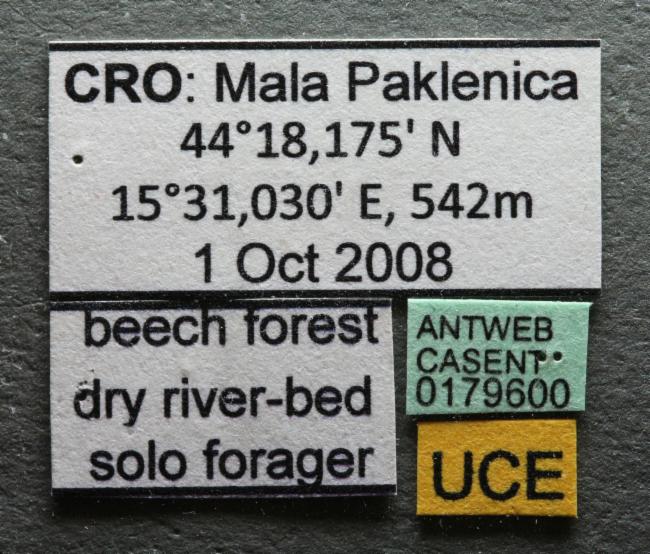 CRO: Mala Paklenica
44°18,175' N
15°31,030' E, 542m
1 Oct 2008
beech forest
dry river-bed
solo forager
ANTWEB
CASENT
0179600
UCE